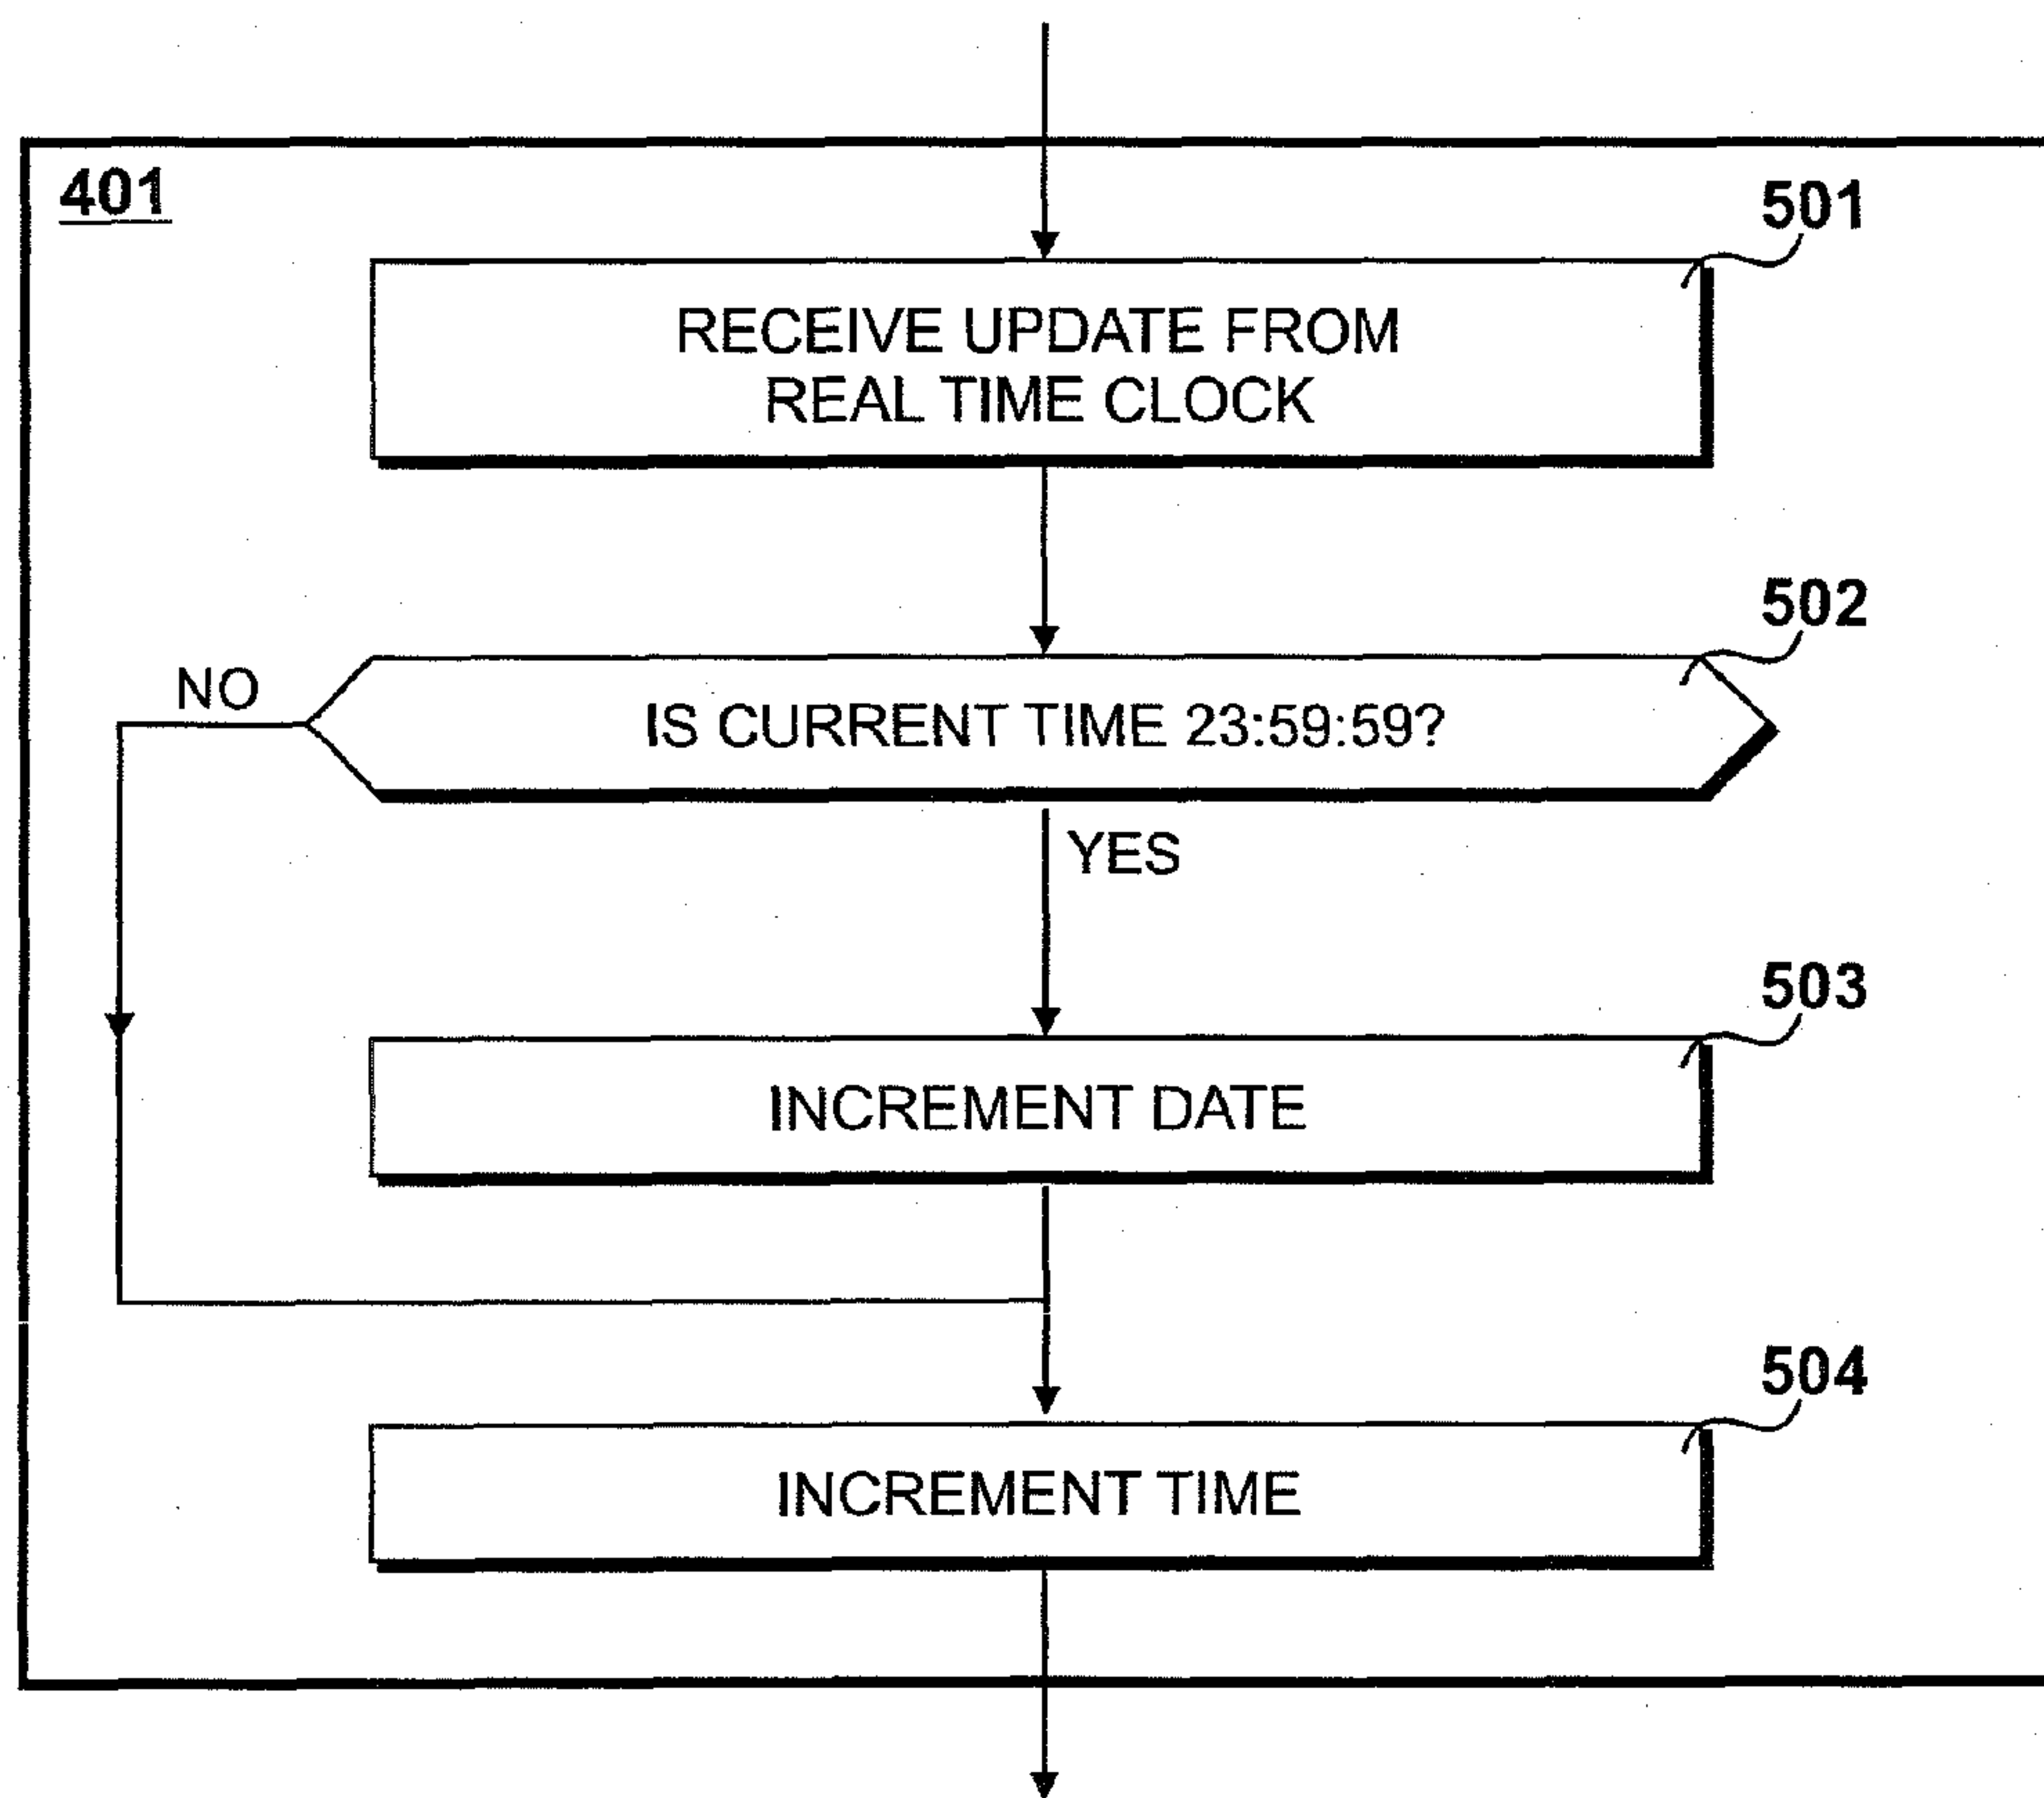 401
501
RECEIVE UPDATE FROM
REAL TIME CLOCK
502
NO
IS CURRENT TIME 23:59:59?
YES
503
INCREMENT DATE
504
INCREMENT TIME